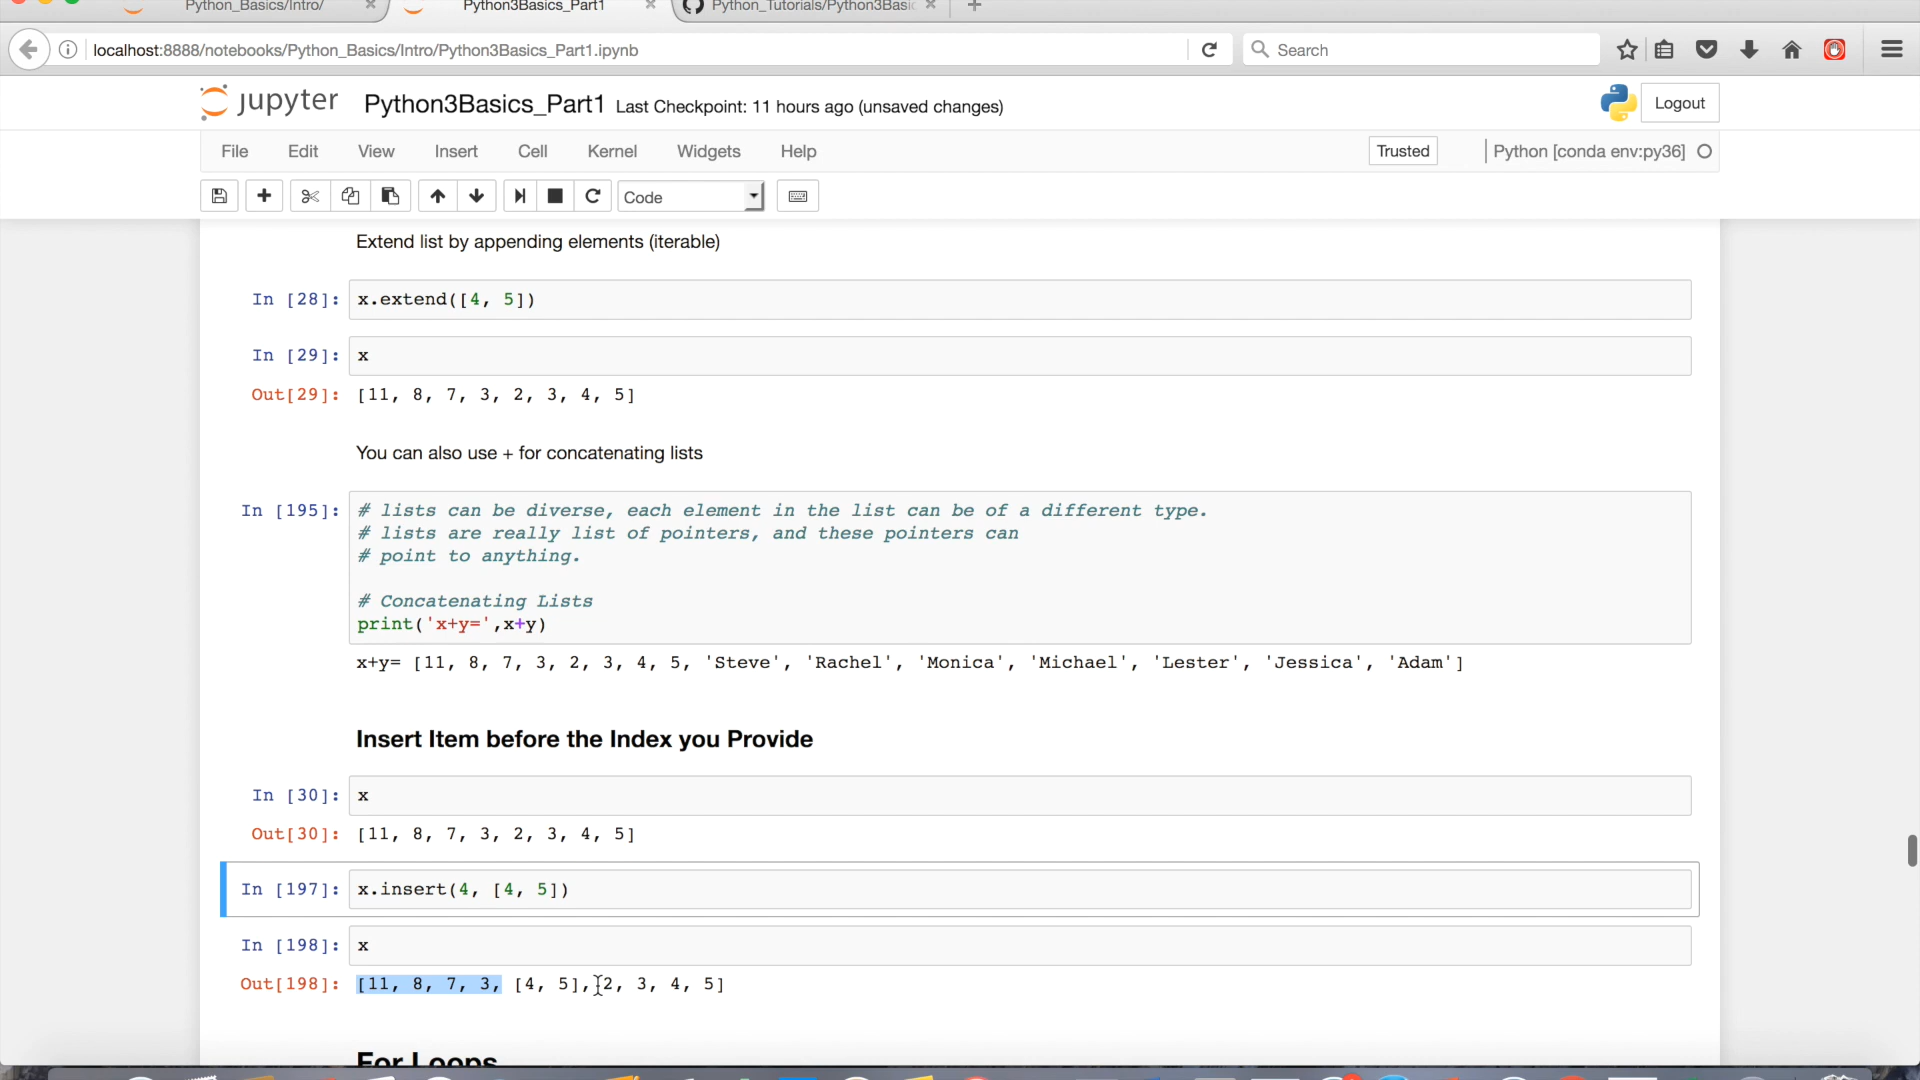 Python_Basics/Intro/
Python3Basics_Part1
Python_Tutorials/Python3Basic
localhost:8888/notebooks/Python_Basics/Intro/Python3Basics_Part1.ipynb
Search
jupyter Python3Basics_Part1 Last Checkpoint: 11 hours ago (unsaved changes)
Logout
File Edit View Insert Cell Kernel Widgets Help
Trusted
Python [conda env:py36]
Code
Extend list by appending elements (iterable)
In [28]: x.extend([4, 5])
In [29]: x
Out[29]: [11, 8, 7, 3, 2, 3, 4, 5]
You can also use + for concatenating lists
In [195]: # lists can be diverse, each element in the list can be of a different type.
# lists are really list of pointers, and these pointers can
# point to anything.
# Concatenating Lists
print('x+y=',x+y)
x+y= [11, 8, 7, 3, 2, 3, 4, 5, 'Steve', 'Rachel', 'Monica', 'Michael', 'Lester', 'Jessica', 'Adam']
Insert Item before the Index you Provide
In [30]: x
Out[30]: [11, 8, 7, 3, 2, 3, 4, 5]
In [197]: x.insert(4, [4, 5])
In [198]: x
Out[198]: [11, 8, 7, 3, [4, 5], 2, 3, 4, 5]
For Loops